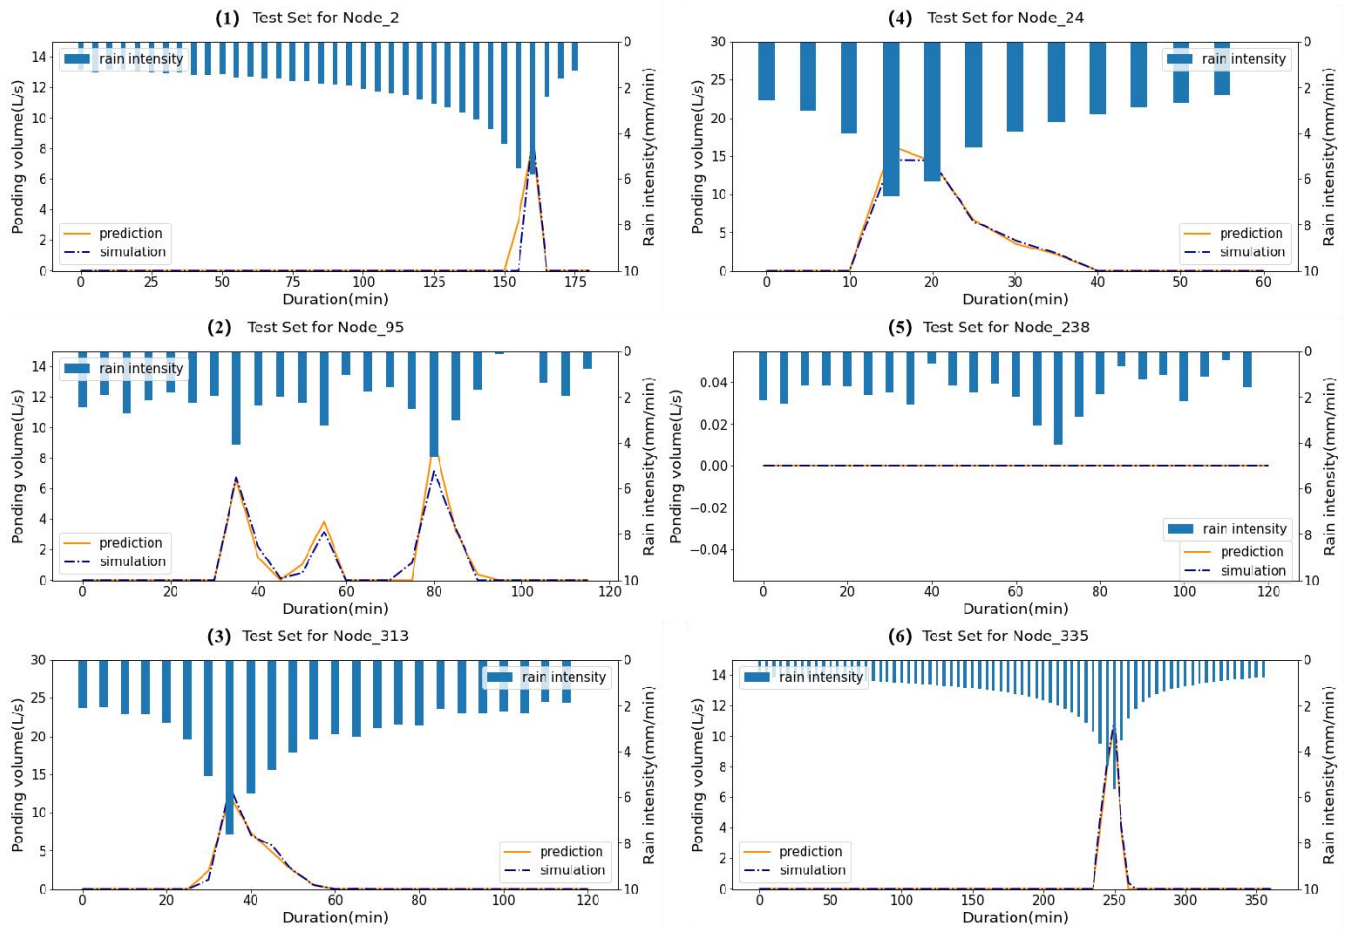 (1) Test Set for Node_2
14
12
10
8
6
4
2
0
0
2
4
6
8
10
0 25 50 75 100 125 150 175
Ponding volume(L/s)
Rain intensity(mm/min)
Duration(min)
rain intensity
prediction
simulation
(4) Test Set for Node_24
30
25
20
15
10
5
0
0
2
4
6
8
10
0 10 20 30 40 50 60
Ponding volume(L/s)
Rain intensity(mm/min)
Duration(min)
rain intensity
prediction
simulation
(2) Test Set for Node_95
14
12
10
8
6
4
2
0
0
2
4
6
8
10
0 20 40 60 80 100 120
Ponding volume(L/s)
Rain intensity(mm/min)
Duration(min)
rain intensity
prediction
simulation
(5) Test Set for Node_238
0.04
0.02
0.00
−0.02
−0.04
0
2
4
6
8
10
0 20 40 60 80 100 120
Ponding volume(L/s)
Rain intensity(mm/min)
Duration(min)
rain intensity
prediction
simulation
(3) Test Set for Node_313
30
25
20
15
10
5
0
0
2
4
6
8
10
0 20 40 60 80 100 120
Ponding volume(L/s)
Rain intensity(mm/min)
Duration(min)
rain intensity
prediction
simulation
(6) Test Set for Node_335
14
12
10
8
6
4
2
0
0
2
4
6
8
10
0 50 100 150 200 250 300 350
Ponding volume(L/s)
Rain intensity(mm/min)
Duration(min)
rain intensity
prediction
simulation